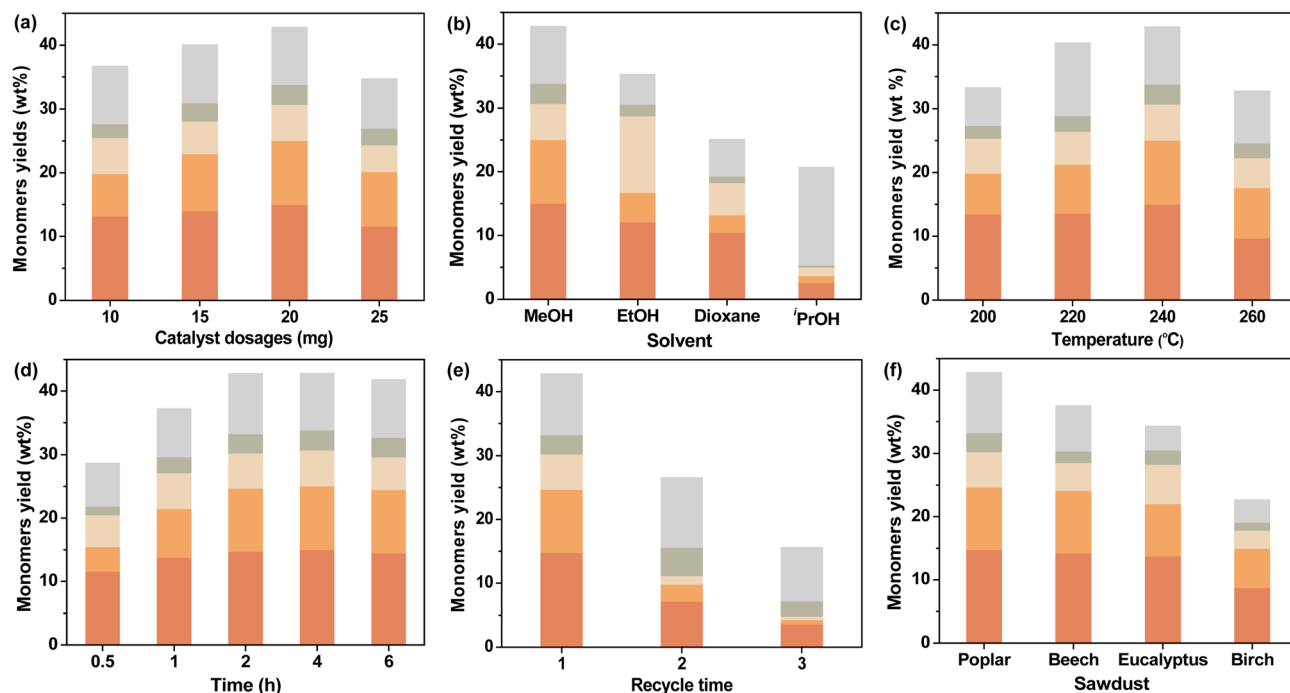 (a)
Monomers yields (wt%)
40
30
20
10
0
10 15 20 25
Catalyst dosages (mg)
(b)
Monomers yield (wt%)
40
30
20
10
0
MeOH EtOH Dioxane iPrOH
Solvent
(c)
Monomers yield (wt %)
40
30
20
10
0
200 220 240 260
Temperature (°C)
(d)
Monomers yield (wt%)
40
30
20
10
0
0.5 1 2 4 6
Time (h)
(e)
Monomers yield (wt%)
40
30
20
10
0
1 2 3
Recycle time
(f)
Monomers yield (wt%)
40
30
20
10
0
Poplar Beech Eucalyptus Birch
Sawdust